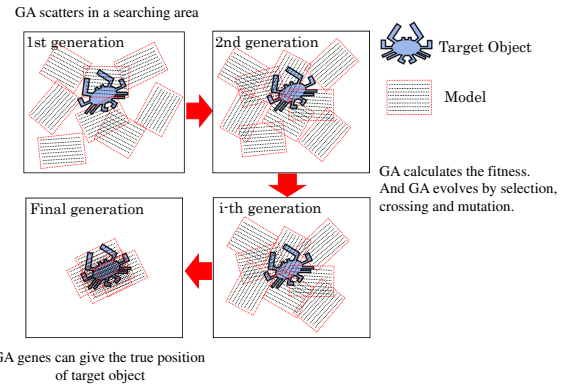 GA scatters in a searching area
1st generation
2nd generation
Target Object
Model
GA calculates the fitness.
And GA evolves by selection,
crossing and mutation.
Final generation
i-th generation
GA genes can give the true position
of target object